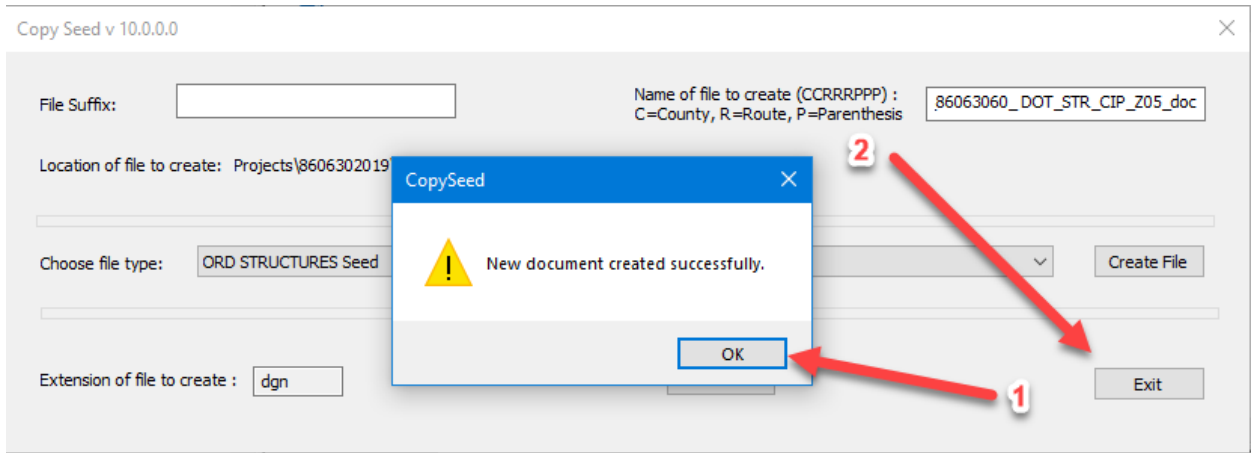 Copy Seed v 10.0.0.0
File Suffix:
Name of file to create (CCRRRPPP) :
C=County, R=Route, P=Parenthesis
86063060_ DOT_STR_CIP_Z05_doc
Location of file to create: Projects\8606302019
2
CopySeed
New document created successfully.
Choose file type:
ORD STRUCTURES Seed
Create File
OK
Extension of file to create :
dgn
1
Exit